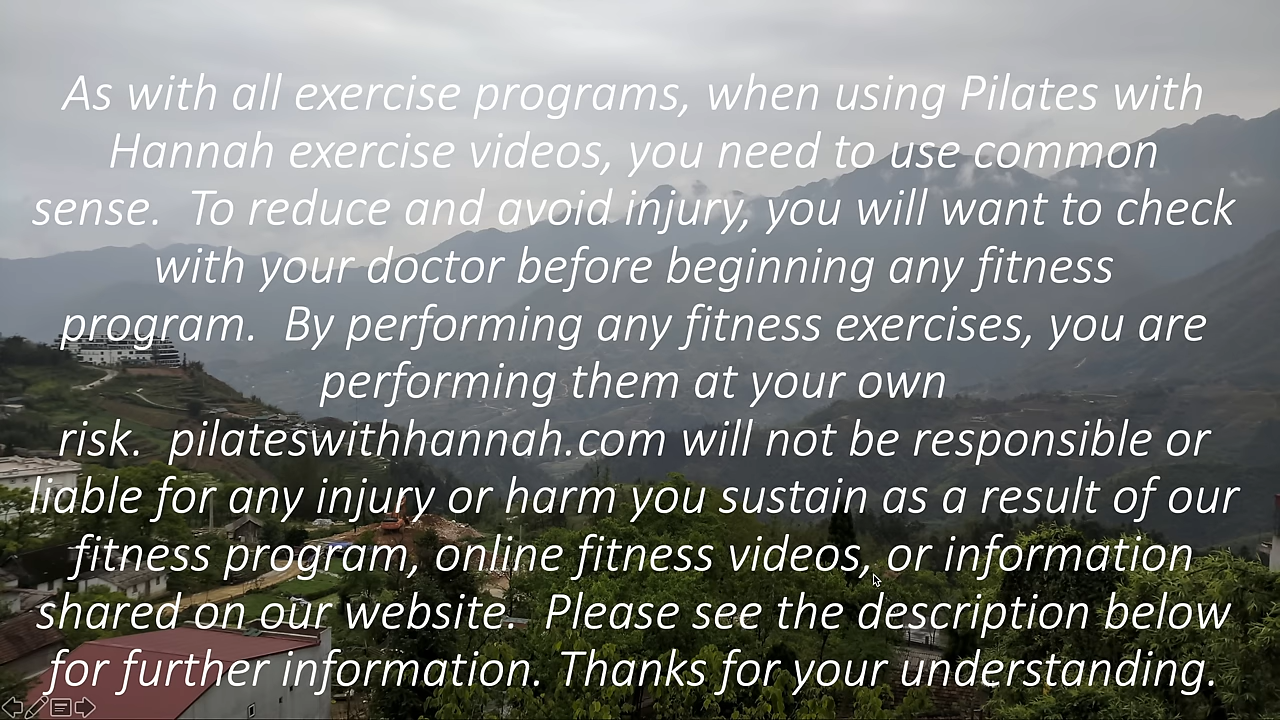 As with all exercise programs, when using Pilates with
Hannah exercise videos, you need to use common
sense.  To reduce and avoid injury, you will want to check
with your doctor before beginning any fitness
program.  By performing any fitness exercises, you are
performing them at your own
risk.  pilateswithhannah.com will not be responsible or
liable for any injury or harm you sustain as a result of our
fitness program, online fitness videos, or information
shared on our website.  Please see the description below
for further information. Thanks for your understanding.